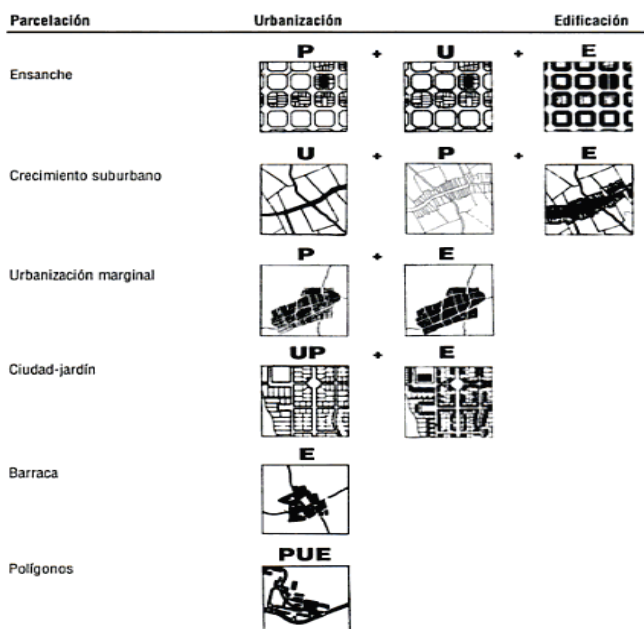 Parcelación Urbanización Edificación
P + U + E
Ensanche
U + P + E
Crecimiento suburbano
P + E
Urbanización marginal
UP + E
Ciudad-jardín
E
Barraca
PUE
Polígonos